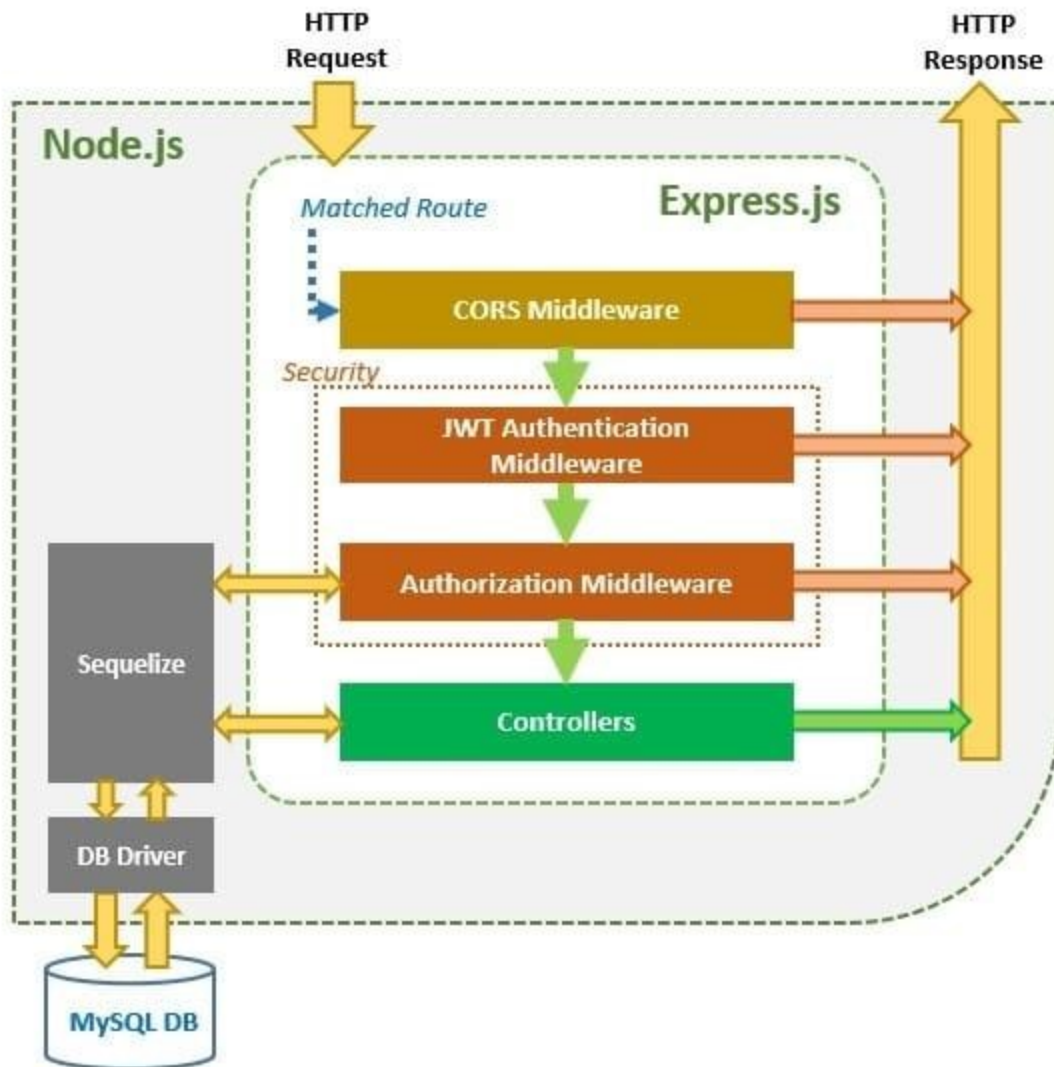 HTTP
Request
HTTP
Response
Node.js
Express.js
Matched Route
CORS Middleware
Security
JWT Authentication
Middleware
Authorization Middleware
Sequelize
Controllers
DB Driver
MySQL DB